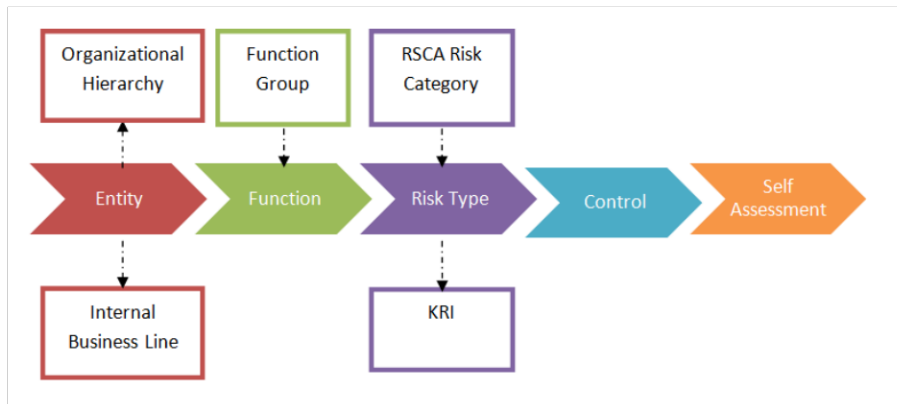 Organizational
Hierarchy
Function
Group
RSCA Risk
Category
Entity
Function
Risk Type
Control
Self
Assessment
Internal
Business Line
KRI